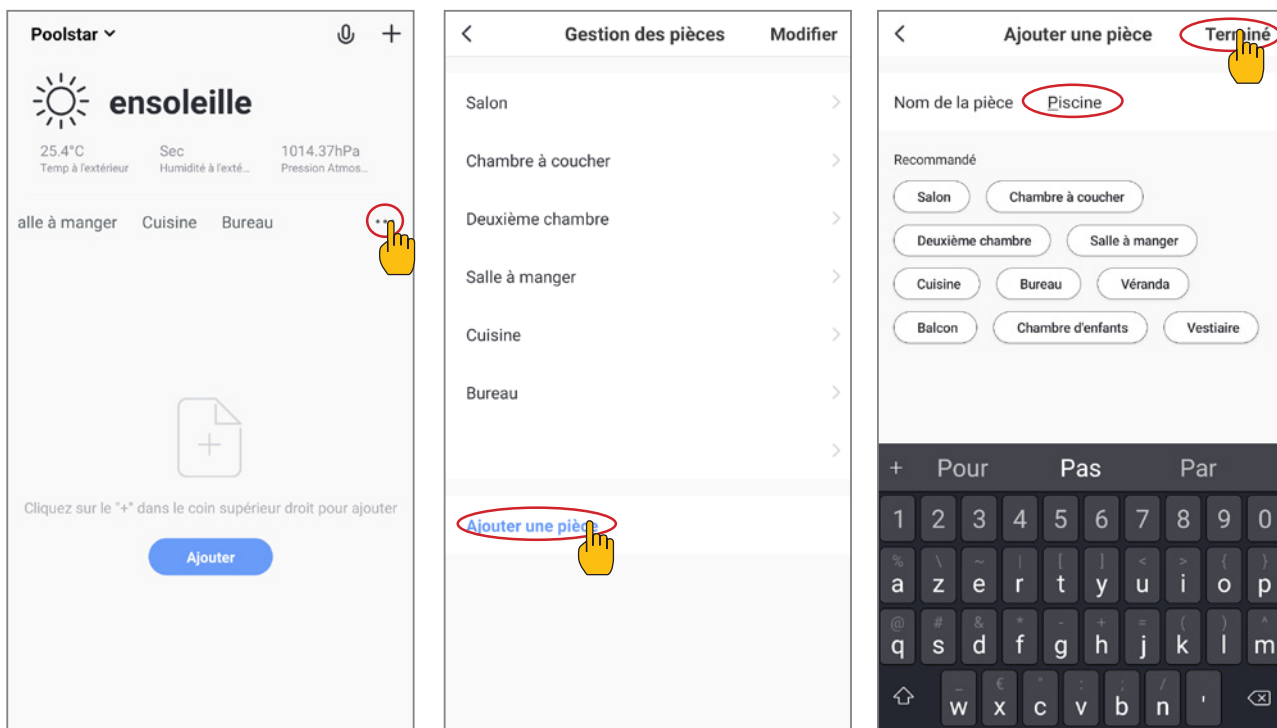 Poolstar
ensoleille
25.4°C Sec 1014.37hPa
Temp à l'extérieur Humidité à l'exté... Pression Atmos...
alle à manger Cuisine Bureau ...
Cliquez sur le "+" dans le coin supérieur droit pour ajouter
Ajouter
Gestion des pièces Modifier
Salon
Chambre à coucher
Deuxième chambre
Salle à manger
Cuisine
Bureau
Ajouter une pièce
Ajouter une pièce Terminé
Nom de la pièce Piscine
Recommandé
Salon Chambre à coucher
Deuxième chambre Salle à manger
Cuisine Bureau Véranda
Balcon Chambre d'enfants Vestiaire
+ Pour Pas Par
1 2 3 4 5 6 7 8 9 0
% \ ~ | [ ] < > { }
a z e r t y u i o p
@ # & * - + = ( ) ^
q s d f g h j k l m
_ € " : ; /
w x c v b n '